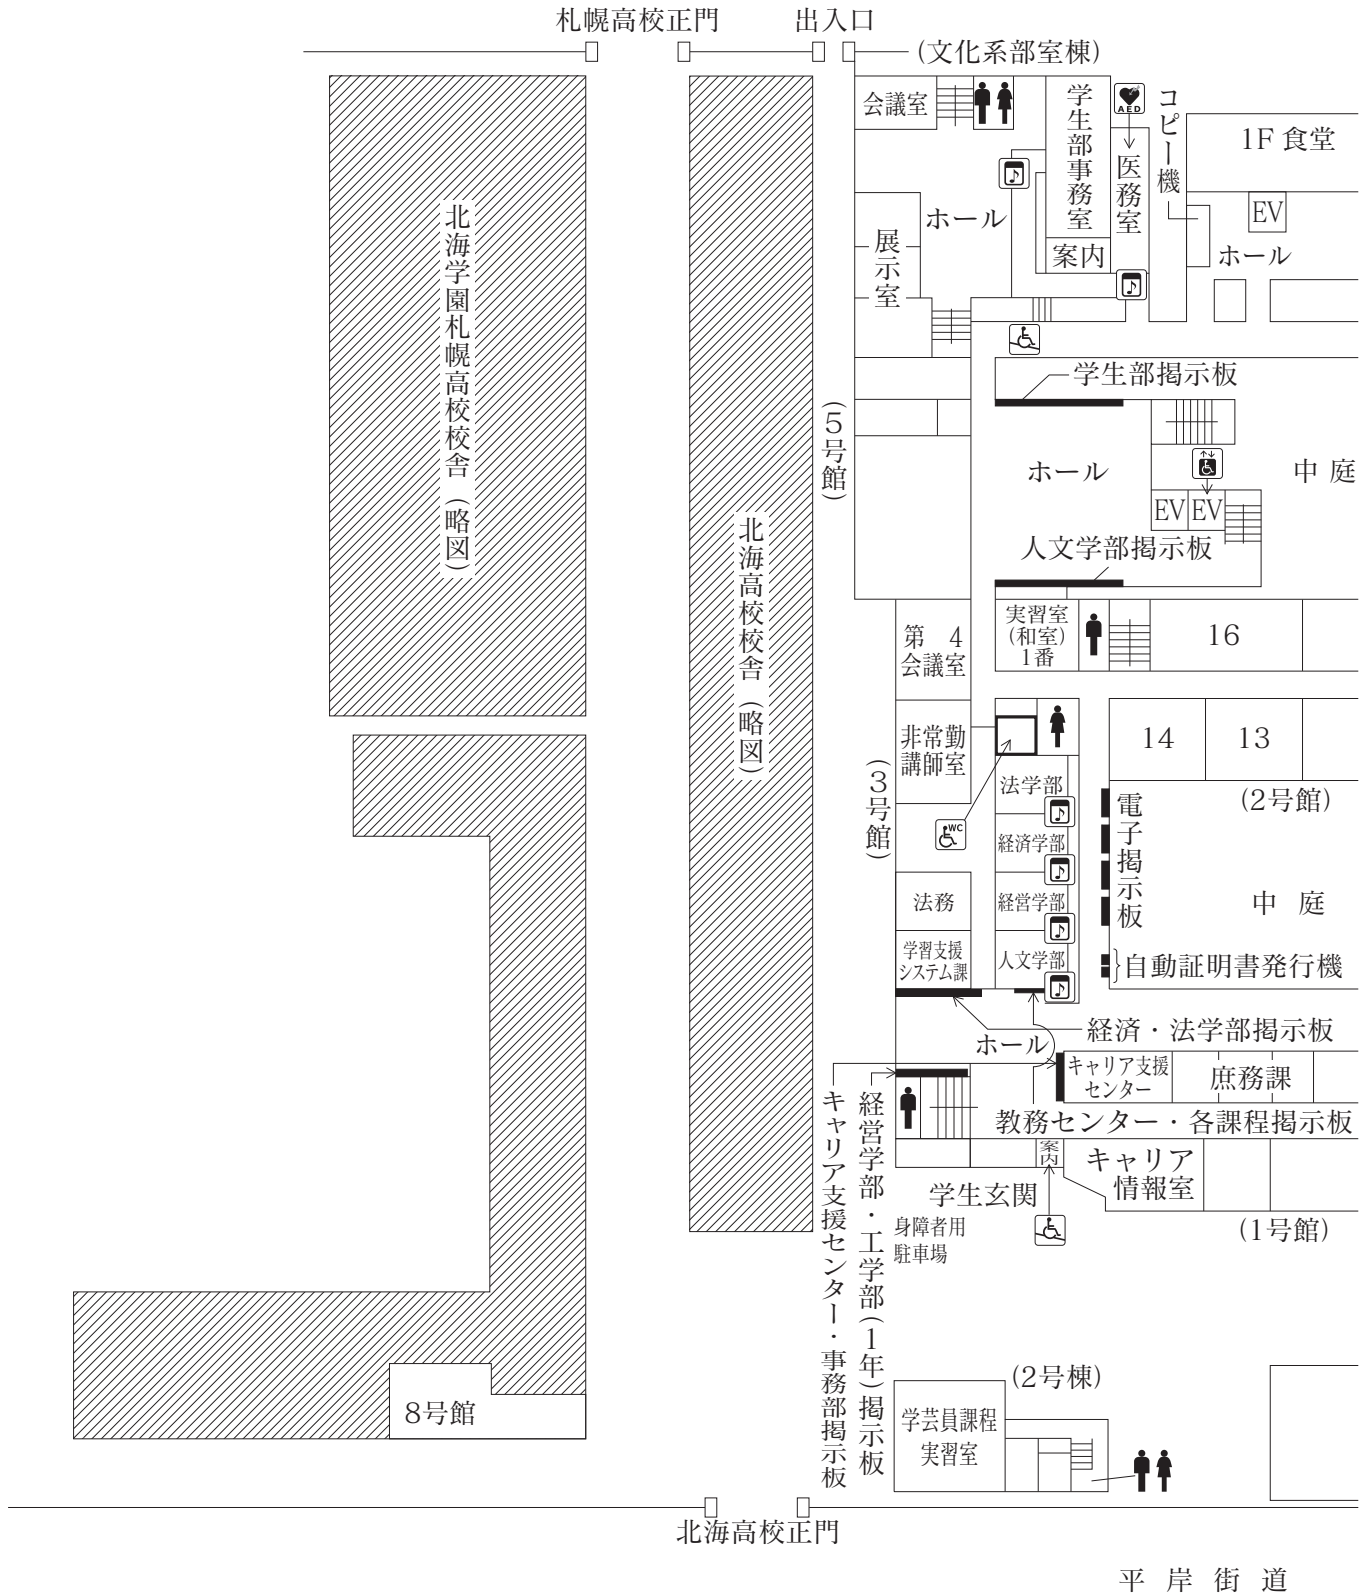 札幌高校正門
出入口
(文化系部室棟)
会議室
学生部事務室
AED
コピー機
1F 食堂
医務室
EV
ホール
展示室
案内
ホール
北海学園札幌高校校舎(略図)
学生部掲示板
(5号館)
ホール
中 庭
EV
EV
人文学部掲示板
北海高校校舎(略図)
実習室
(和室)
1番
16
第 4
会議室
非常勤
講師室
14
13
(2号館)
(3号館)
法学部
WC
経済学部
電子掲示板
法務
経営学部
中 庭
学習支援
システム課
人文学部
自動証明書発行機
経済・法学部掲示板
ホール
キャリア支援
センター
庶務課
教務センター・各課程掲示板
キャリア支援センター・事務部掲示板
経営学部・工学部(1年)掲示板
案内
キャリア
情報室
学生玄関
身障者用
駐車場
(1号館)
(2号棟)
学芸員課程
実習室
8号館
北海高校正門
平 岸 街 道